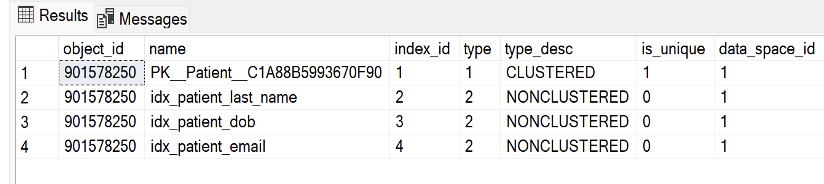 Results Messages
object_id name index_id type type_desc is_unique data_space_id
1 901578250 PK__Patient__C1A88B5993670F90 1 1 CLUSTERED 1 1
2 901578250 idx_patient_last_name 2 2 NONCLUSTERED 0 1
3 901578250 idx_patient_dob 3 2 NONCLUSTERED 0 1
4 901578250 idx_patient_email 4 2 NONCLUSTERED 0 1